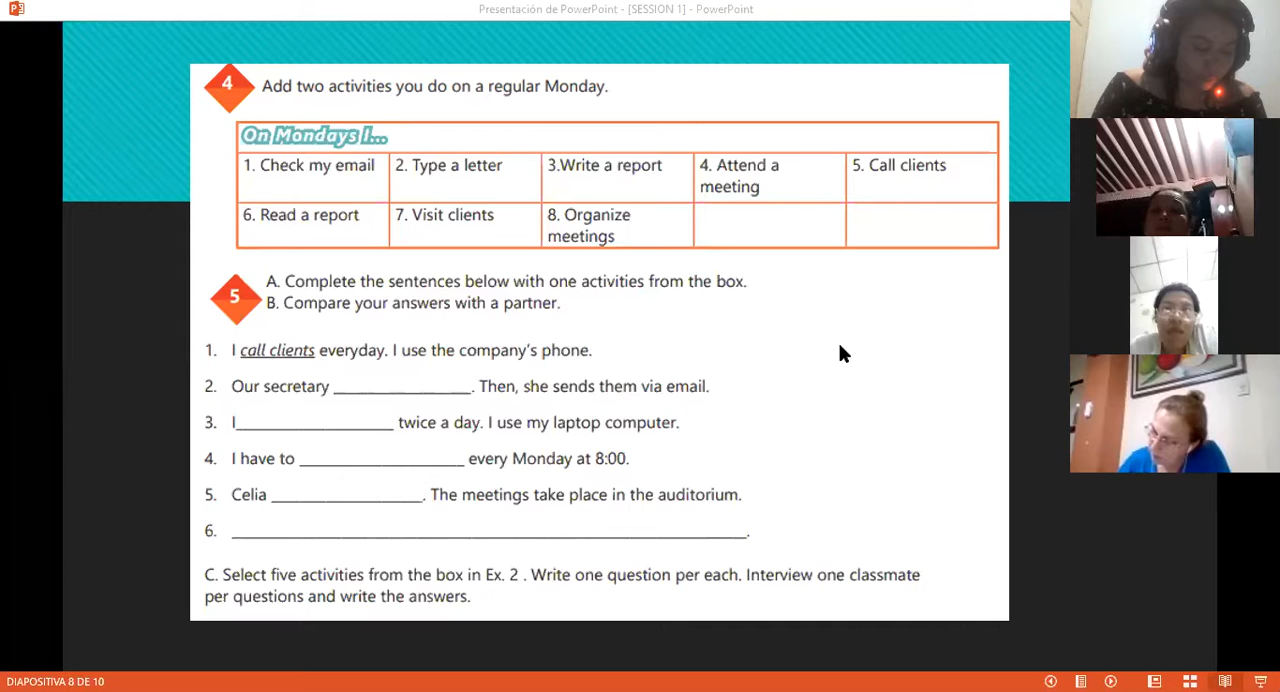 Presentación de PowerPoint - [SESSION 1] - PowerPoint
4
Add two activities you do on a regular Monday.
On Mondays I...
1. Check my email
2. Type a letter
3.Write a report
4. Attend a
meeting
5. Call clients
6. Read a report
7. Visit clients
8. Organize
meetings
5
A. Complete the sentences below with one activities from the box.
B. Compare your answers with a partner.
1. I call clients everyday. I use the company's phone.
2. Our secretary ________________. Then, she sends them via email.
3. I___________________ twice a day. I use my laptop computer.
4. I have to ____________________ every Monday at 8:00.
5. Celia __________________. The meetings take place in the auditorium.
6. ______________________________________________________________.
C. Select five activities from the box in Ex. 2 . Write one question per each. Interview one classmate
per questions and write the answers.
DIAPOSITIVA 8 DE 10